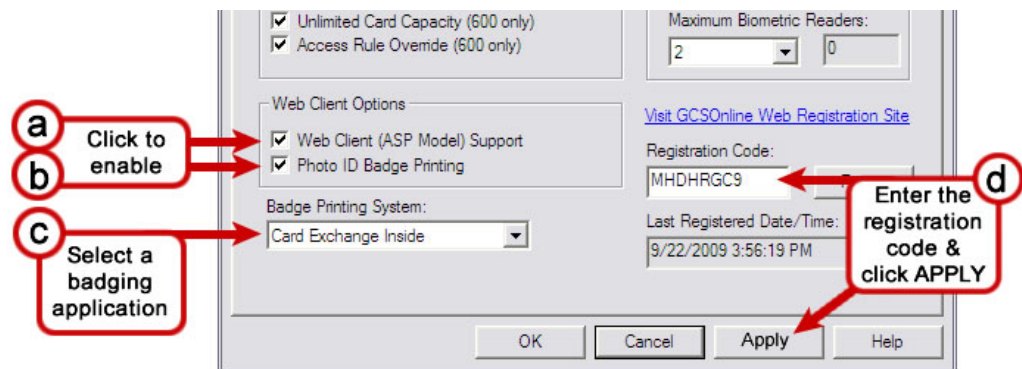 Unlimited Card Capacity (600 only)
Access Rule Override (600 only)
Maximum Biometric Readers:
2
0
Web Client Options
Web Client (ASP Model) Support
Photo ID Badge Printing
Badge Printing System:
Card Exchange Inside
Visit GCSOnline Web Registration Site
Registration Code:
MHDHRGC9
Last Registered Date/Time:
9/22/2009 3:56:19 PM
OK
Cancel
Apply
Help
a
b
Click to
enable
c
Select a
badging
application
d
Enter the
registration
code &
click APPLY